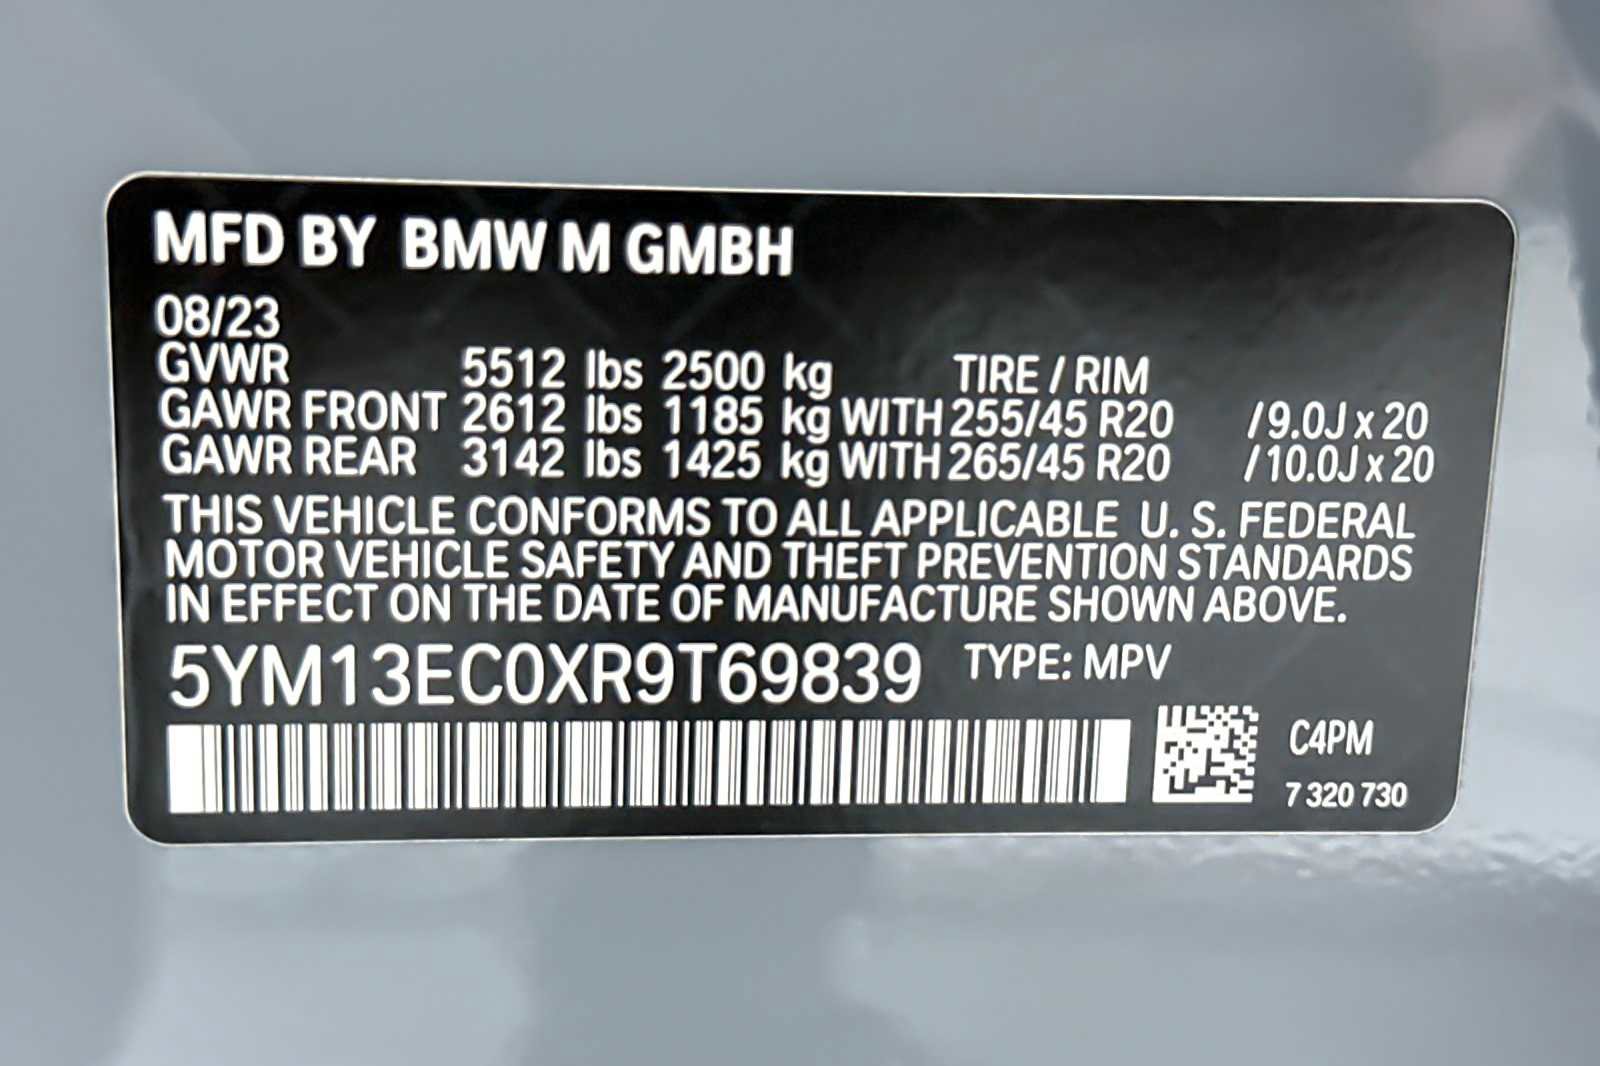 MFD BY BMW M GMBH
08/23
GVWR 5512 lbs 2500 kg TIRE / RIM
GAWR FRONT 2612 lbs 1185 kg WITH 255/45 R20 /9.0J x 20
GAWR REAR 3142 lbs 1425 kg WITH 265/45 R20 /10.0J x 20
THIS VEHICLE CONFORMS TO ALL APPLICABLE U. S. FEDERAL
MOTOR VEHICLE SAFETY AND THEFT PREVENTION STANDARDS
IN EFFECT ON THE DATE OF MANUFACTURE SHOWN ABOVE.
5YM13EC0XR9T69839 TYPE: MPV
C4PM
7 320 730